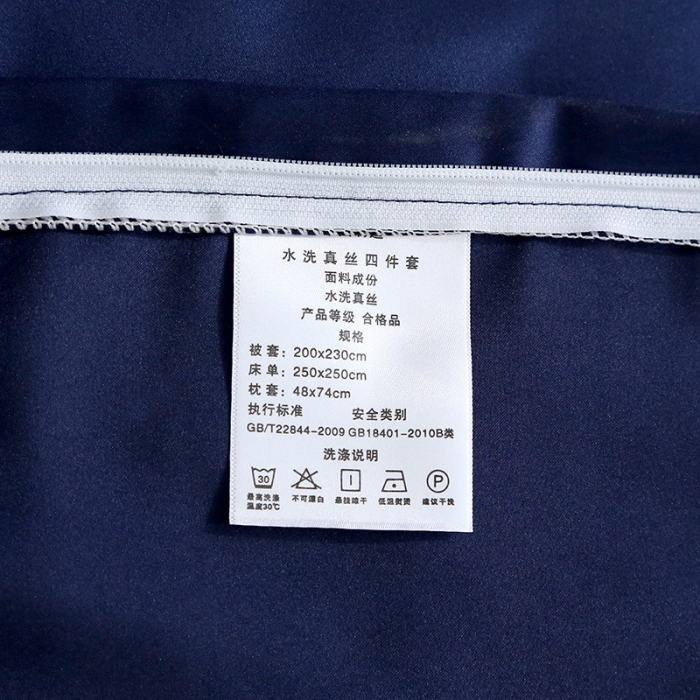 水洗真丝四件套
面料成份
水洗真丝
产品等级 合格品
规格
被套：200x230cm
床单：250x250cm
枕套：48x74cm
执行标准 安全类别
GB/T22844-2009 GB18401-2010B类
洗涤说明
30 P
最高洗涤温度30℃ 不可漂白 悬挂晾干 低温熨烫 建议干洗